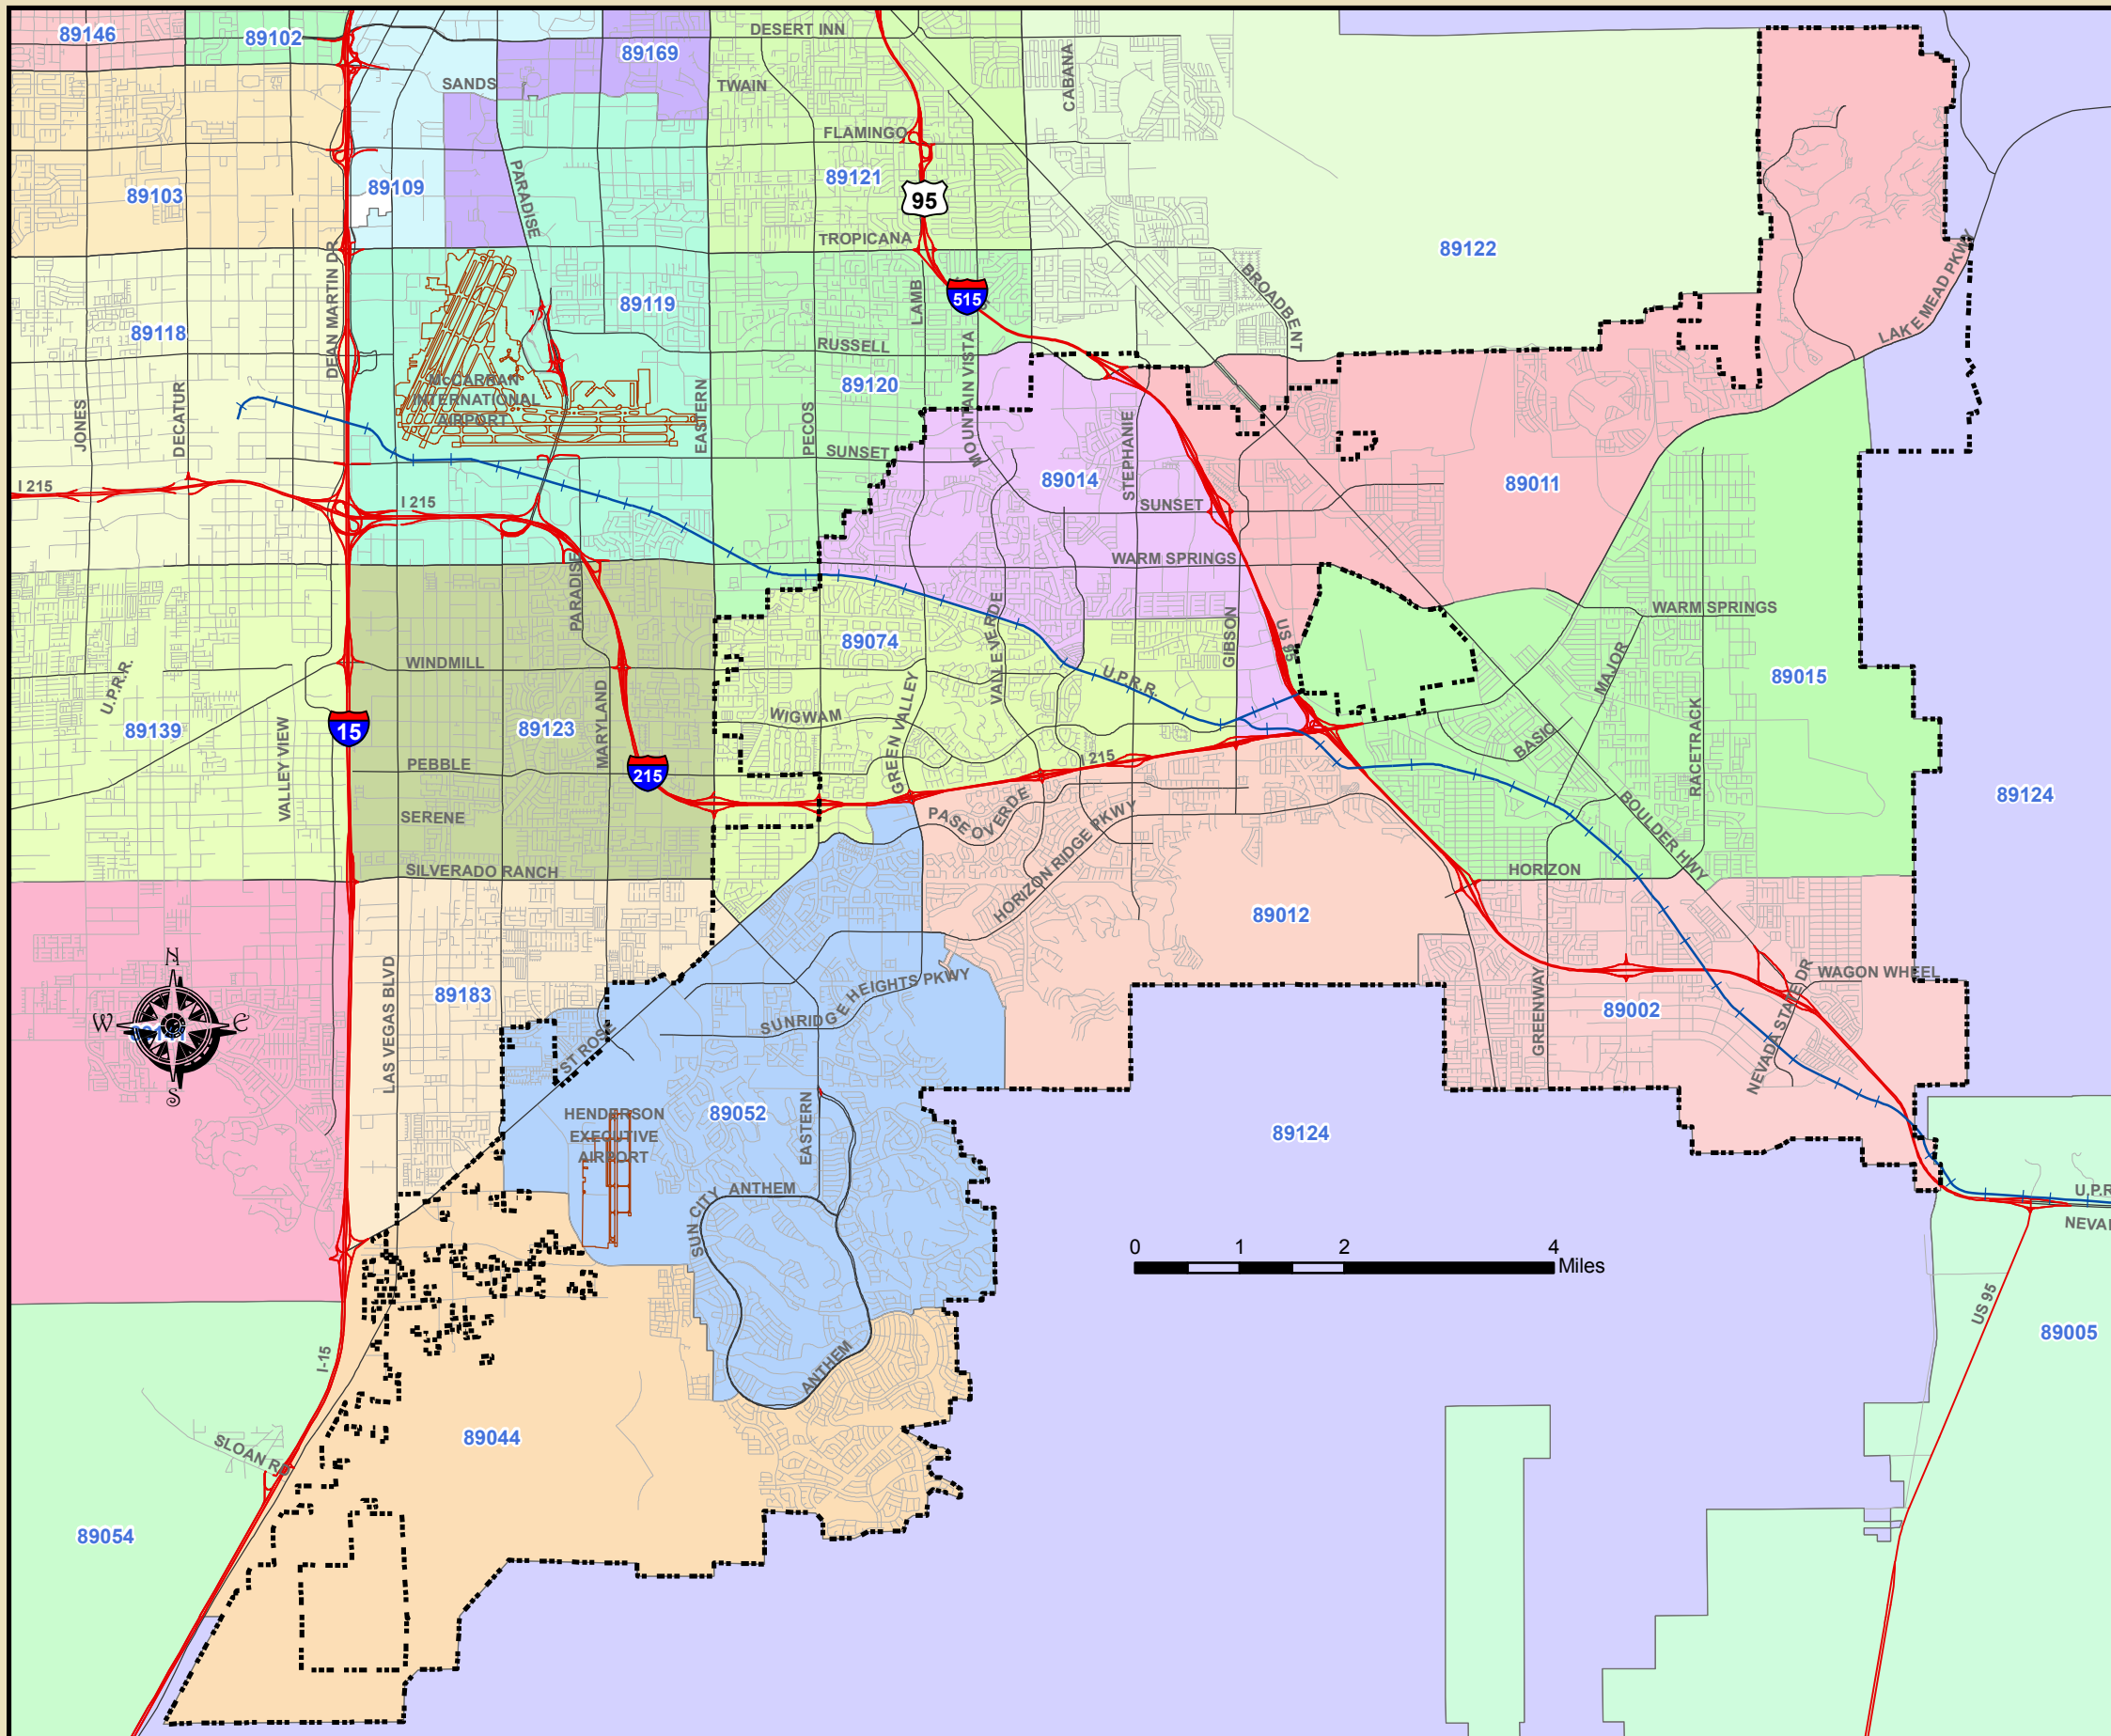 89146
89102
DESERT INN
89169
SANDS
TWAIN
CABANA
FLAMINGO
89103
89109
PARADISE
89121
95
TROPICANA
89122
BROADBENT
DEAN MARTIN DR
89118
89119
LAMB
515
RUSSELL
LAKE MEAD PKWY
McCARRAN
INTERNATIONAL
AIRPORT
89120
MOUNTAIN VISTA
JONES
DECATUR
EASTERN
PECOS
SUNSET
STEPHANIE
89014
89011
I 215
I 215
SUNSET
WARM SPRINGS
PARADISE
VALLE VERDE
GIBSON
US 95
WARM SPRINGS
89074
WINDMILL
U.P.R.R.
U.P.R.R.
MAJOR
89015
89139
VALLEY VIEW
15
89123
MARYLAND
WIGWAM
GREEN VALLEY
BASIC
RACETRACK
PEBBLE
215
I 215
89124
SERENE
PASEO VERDE
HORIZON RIDGE PKWY
BOULDER HWY
SILVERADO RANCH
HORIZON
89012
N
W
E
S
LAS VEGAS BLVD
89183
SUNRIDGE HEIGHTS PKWY
WAGON WHEEL
GREENWAY
89002
NEVADA STATE DR
ST ROSE
HENDERSON
EXECUTIVE
AIRPORT
89052
EASTERN
89124
ANTHEM
SUN CITY
U.P.R
NEVA
0 1 2 4
Miles
US 95
89005
I-15
ANTHEM
89044
SLOAN RD
89054